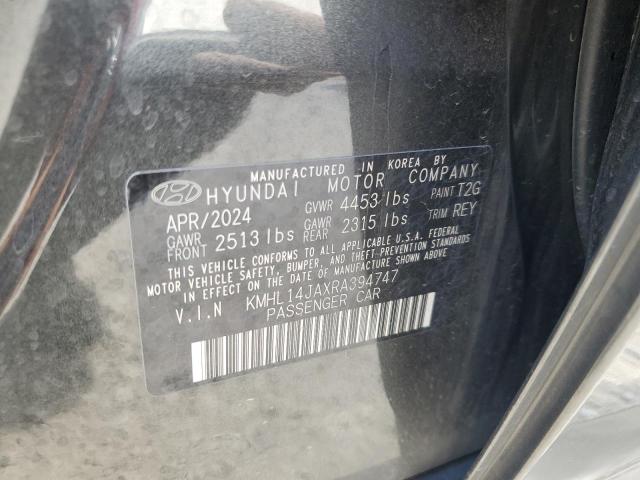 MANUFACTURED IN KOREA BY
HYUNDAI MOTOR COMPANY
APR/2024 GVWR 4453 lbs PAINT T2G
GAWR FRONT 2513 lbs GAWR REAR 2315 lbs TRIM REY
THIS VEHICLE CONFORMS TO ALL APPLICABLE U.S.A. FEDERAL
MOTOR VEHICLE SAFETY, BUMPER, AND THEFT PREVENTION STANDARDS
IN EFFECT ON THE DATE OF MANUFACTURE SHOWN ABOVE.
V.I.N KMHL14JAXRA394747
PASSENGER CAR